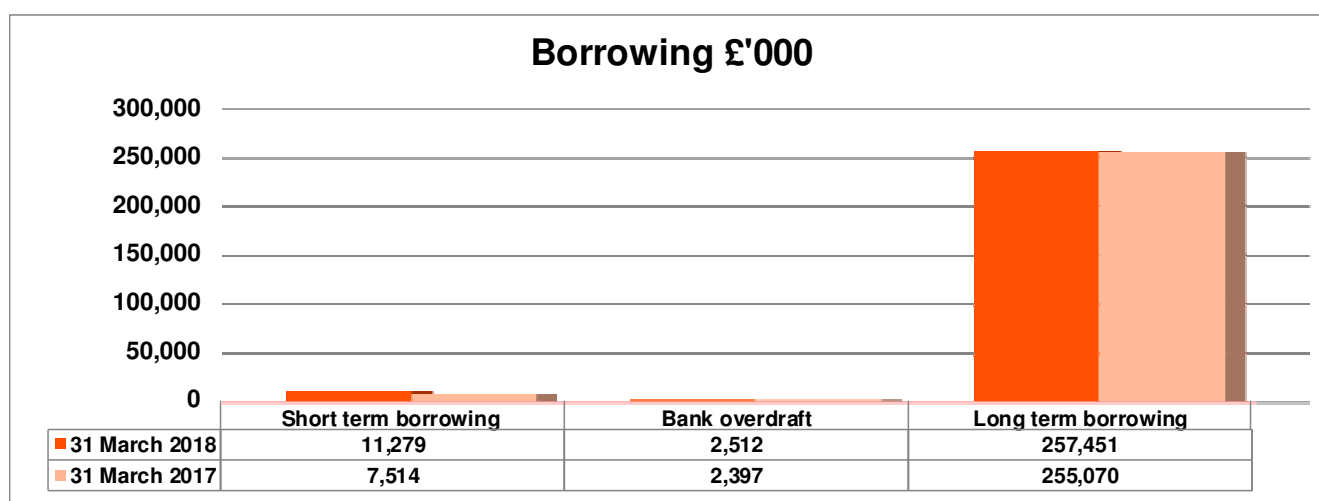 Borrowing £'000
300,000
250,000
200,000
150,000
100,000
50,000
0
Short term borrowing Bank overdraft Long term borrowing
31 March 2018 11,279 2,512 257,451
31 March 2017 7,514 2,397 255,070